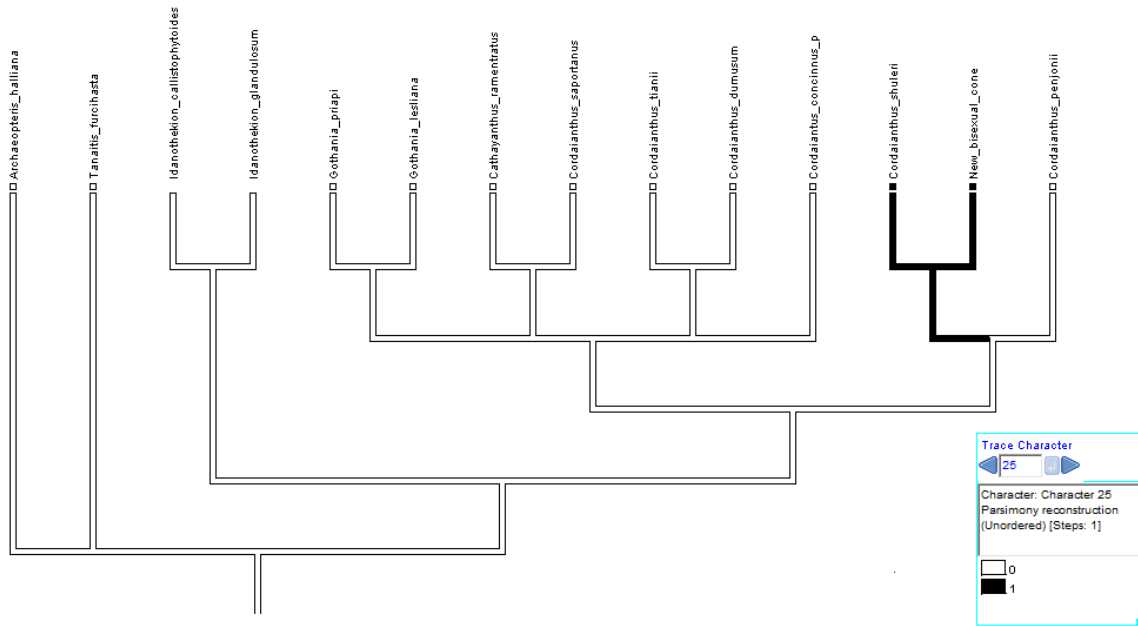 Archaeopteris_halliana
Tanaitis_furcihasta
Idanothekion_callistophytoides
Idanothekion_glandulosum
Gothania_priapi
Gothania_lesliana
Cathayanthus_ramentratus
Cordaianthus_saportanus
Cordaianthus_tianii
Cordaianthus_dumusum
Cordaiantus_concinnus_p
Cordaianthus_shuleri
New_bisexual_cone
Cordaianthus_penjonii
Trace Character
25
Character: Character 25
Parsimony reconstruction
(Unordered) [Steps: 1]
0
1